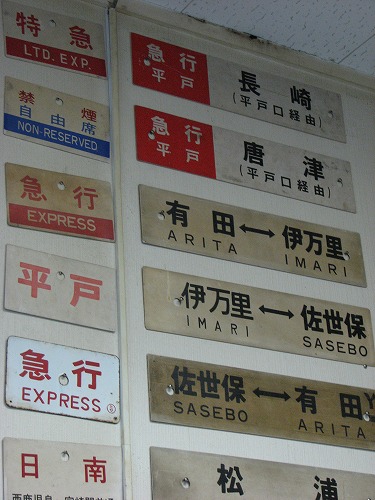 特急
LTD. EXP.
禁煙
自由席
NON-RESERVED
急行
EXPRESS
平戸
急行
EXPRESS
日南
急行
平戸
長崎
(平戸口経由)
急行
平戸
唐津
(平戸口経由)
有田↔伊万里
ARITA IMARI
伊万里↔佐世保
IMARI SASEBO
佐世保↔有田
SASEBO ARITA
松浦